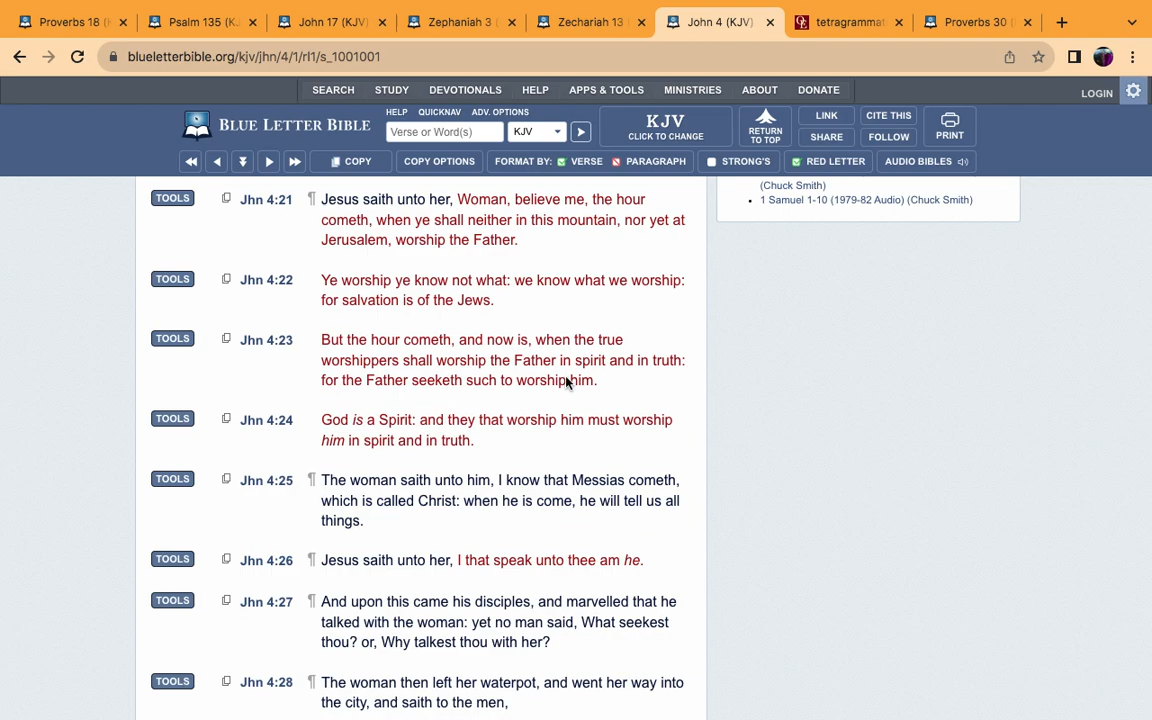 Proverbs 18 (
Psalm 135 (K
John 17 (KJV)
Zephaniah 3
Zechariah 13
John 4 (KJV)
tetragrammat
Proverbs 30
blueletterbible.org/kjv/jhn/4/1/rl1/s_1001001
SEARCH STUDY DEVOTIONALS HELP APPS & TOOLS MINISTRIES ABOUT DONATE LOGIN
BLUE LETTER BIBLE
HELP QUICKNAV ADV. OPTIONS
Verse or Word(s) KJV
KJV
CLICK TO CHANGE
RETURN
TO TOP
LINK CITE THIS
SHARE FOLLOW
PRINT
COPY COPY OPTIONS FORMAT BY: VERSE PARAGRAPH STRONG'S RED LETTER AUDIO BIBLES
(Chuck Smith)
• 1 Samuel 1-10 (1979-82 Audio) (Chuck Smith)
TOOLS Jhn 4:21 ¶ Jesus saith unto her, Woman, believe me, the hour
cometh, when ye shall neither in this mountain, nor yet at
Jerusalem, worship the Father.
TOOLS Jhn 4:22 Ye worship ye know not what: we know what we worship:
for salvation is of the Jews.
TOOLS Jhn 4:23 But the hour cometh, and now is, when the true
worshippers shall worship the Father in spirit and in truth:
for the Father seeketh such to worship him.
TOOLS Jhn 4:24 God is a Spirit: and they that worship him must worship
him in spirit and in truth.
TOOLS Jhn 4:25 ¶ The woman saith unto him, I know that Messias cometh,
which is called Christ: when he is come, he will tell us all
things.
TOOLS Jhn 4:26 ¶ Jesus saith unto her, I that speak unto thee am he.
TOOLS Jhn 4:27 ¶ And upon this came his disciples, and marvelled that he
talked with the woman: yet no man said, What seekest
thou? or, Why talkest thou with her?
TOOLS Jhn 4:28 ¶ The woman then left her waterpot, and went her way into
the city, and saith to the men,